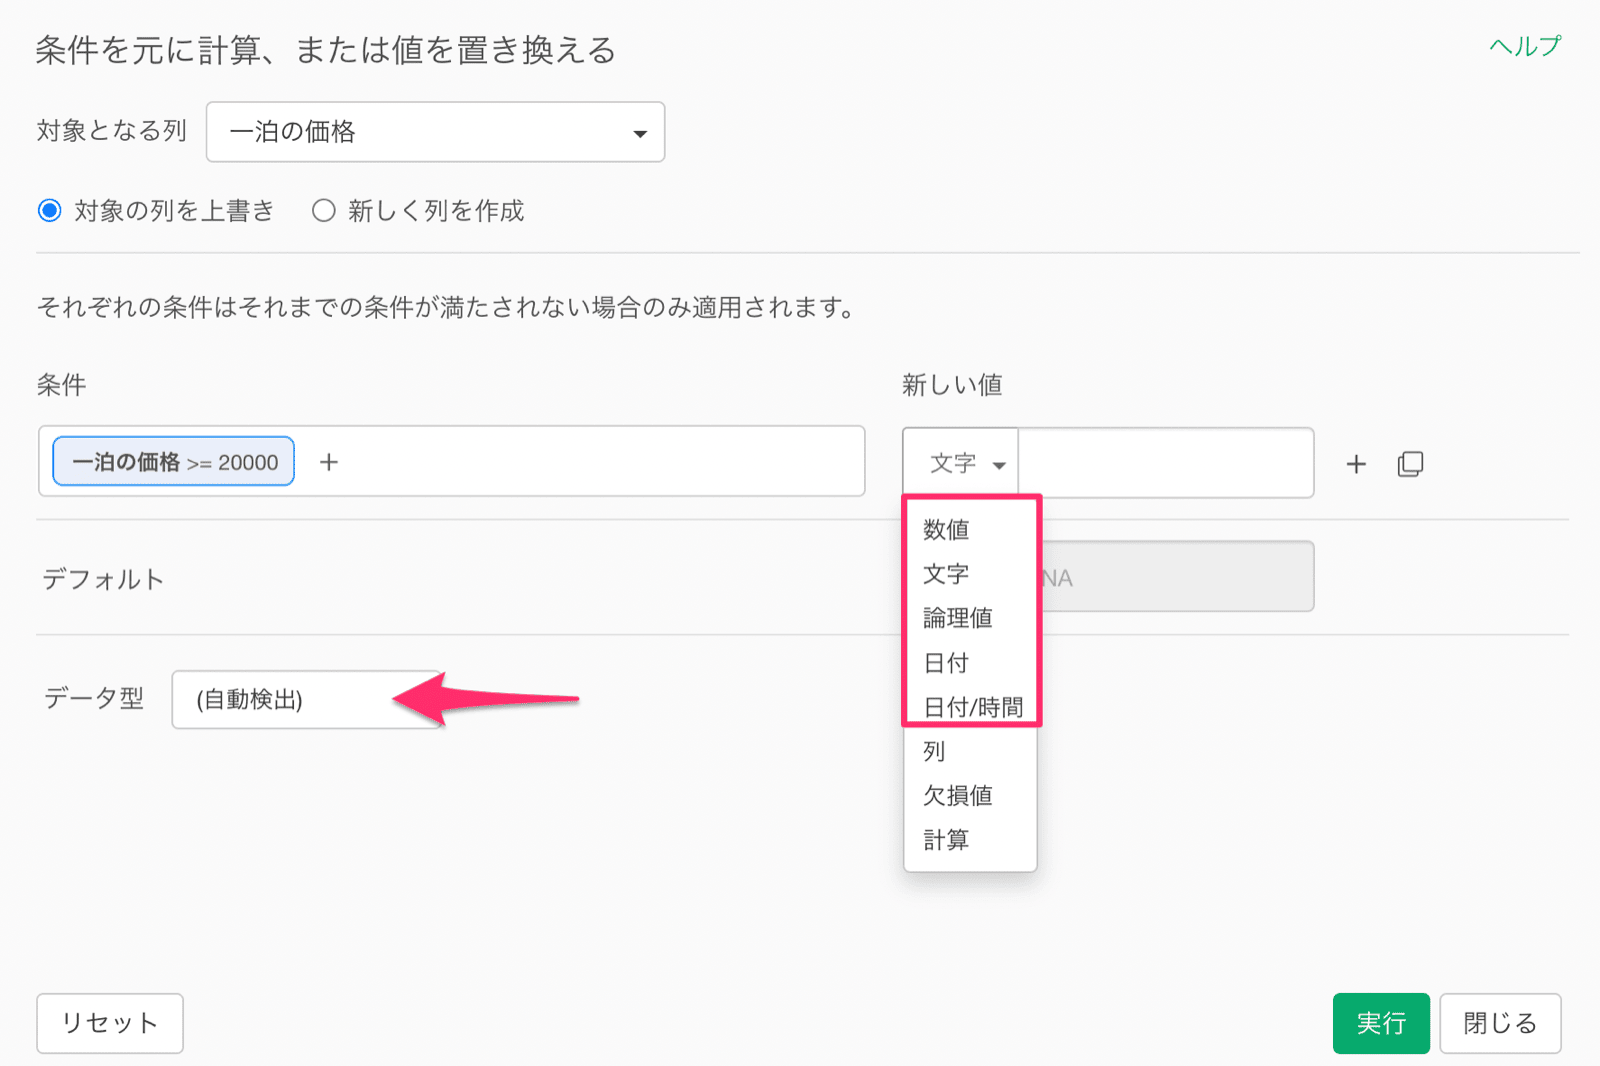 条件を元に計算、または値を置き換える
ヘルプ
対象となる列
一泊の価格
対象の列を上書き
新しく列を作成
それぞれの条件はそれまでの条件が満たされない場合のみ適用されます。
条件
新しい値
一泊の価格 >= 20000
+
文字
+
数値
文字
論理値
日付
日付/時間
列
欠損値
計算
デフォルト
NA
データ型
(自動検出)
リセット
実行
閉じる